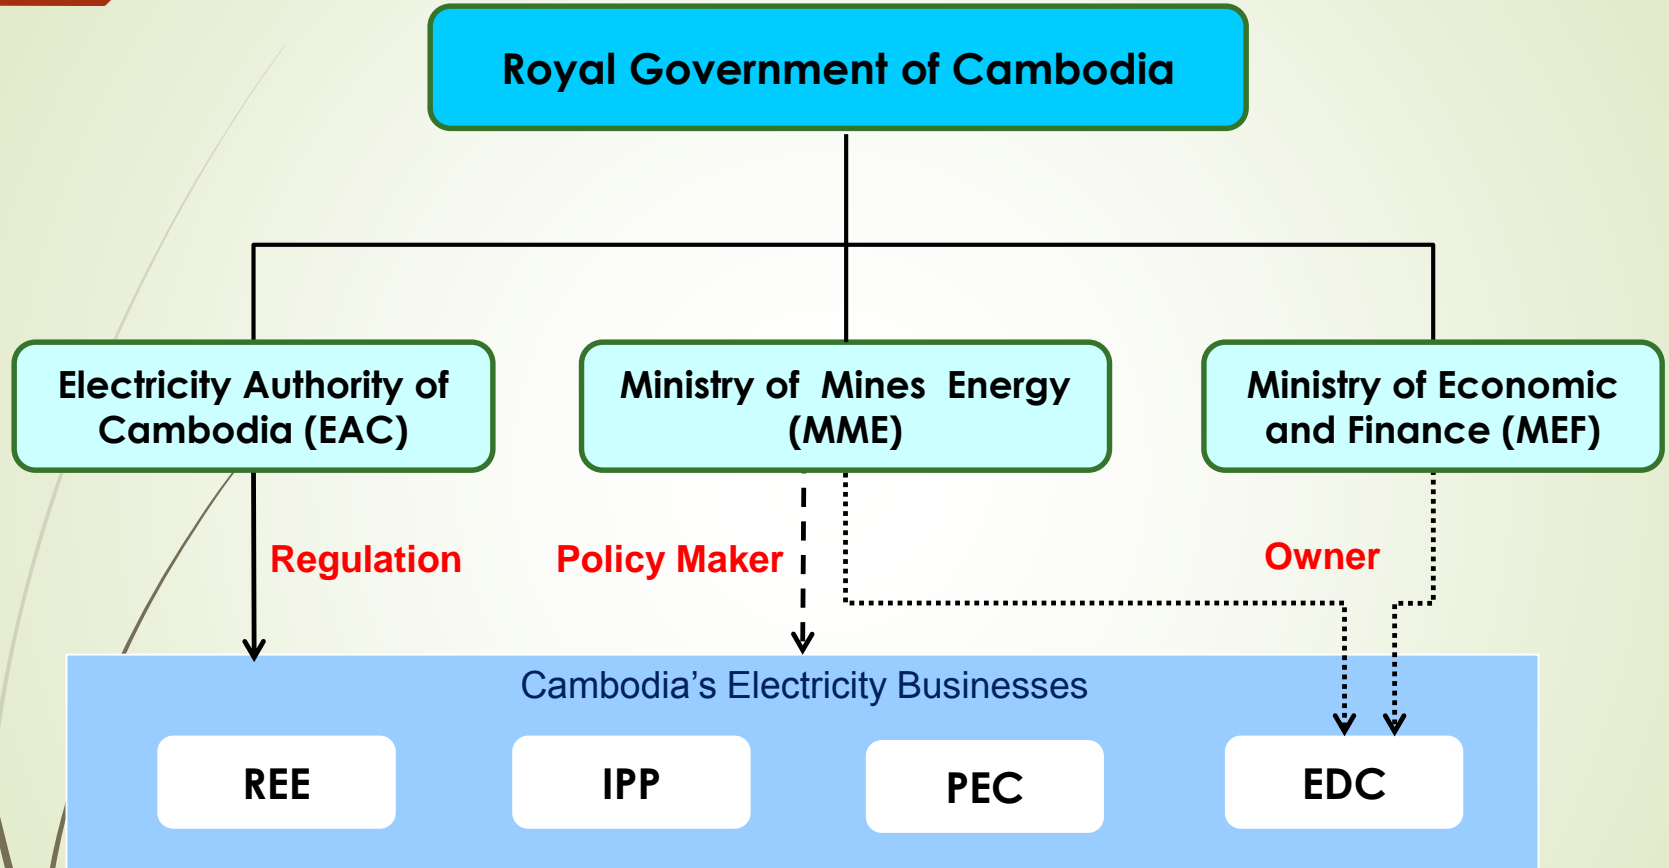 Royal Government of Cambodia
Electricity Authority of
Cambodia (EAC)
Ministry of Mines Energy
(MME)
Ministry of Economic
and Finance (MEF)
Regulation
Policy Maker
Owner
Cambodia’s Electricity Businesses
REE
IPP
PEC
EDC